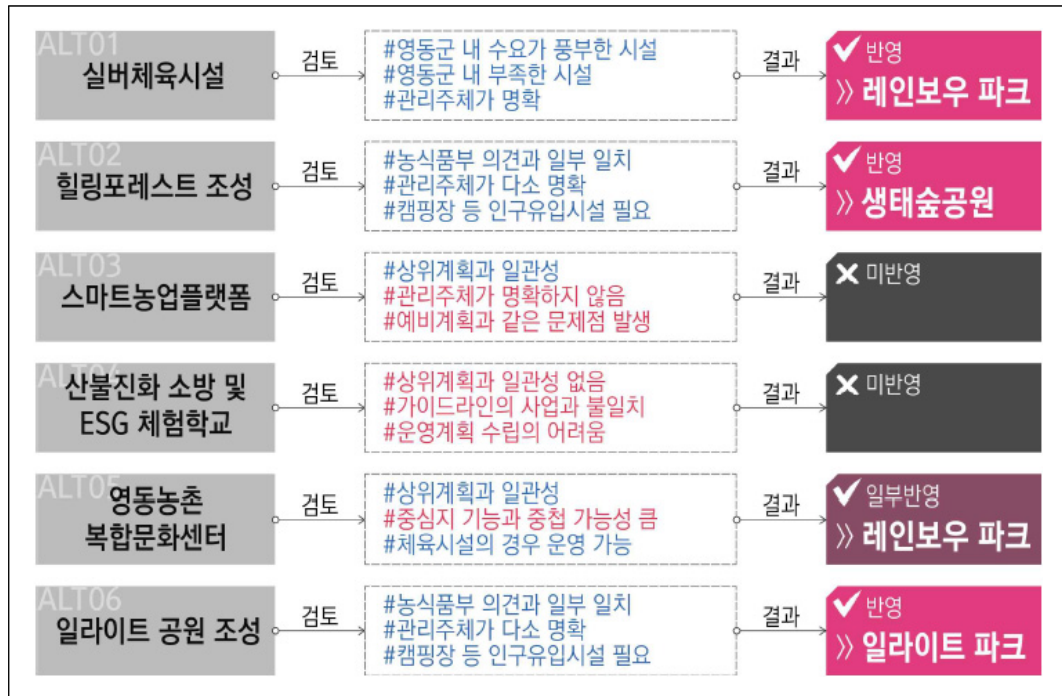 ALT01
실버체육시설
검토
#영동군 내 수요가 풍부한 시설
#영동군 내 부족한 시설
#관리주체가 명확
결과
반영
》 레인보우 파크
ALT02
힐링포레스트 조성
검토
#농식품부 의견과 일부 일치
#관리주체가 다소 명확
#캠핑장 등 인구유입시설 필요
결과
반영
》 생태숲공원
ALT03
스마트농업플랫폼
검토
#상위계획과 일관성
#관리주체가 명확하지 않음
#예비계획과 같은 문제점 발생
결과
미반영
ALT04
산불진화 소방 및
ESG 체험학교
검토
#상위계획과 일관성 없음
#가이드라인의 사업과 불일치
#운영계획 수립의 어려움
결과
미반영
ALT05
영동농촌
복합문화센터
검토
#상위계획과 일관성
#중심지 기능과 중첩 가능성 큼
#체육시설의 경우 운영 가능
결과
일부반영
》 레인보우 파크
ALT06
일라이트 공원 조성
검토
#농식품부 의견과 일부 일치
#관리주체가 다소 명확
#캠핑장 등 인구유입시설 필요
결과
반영
》 일라이트 파크